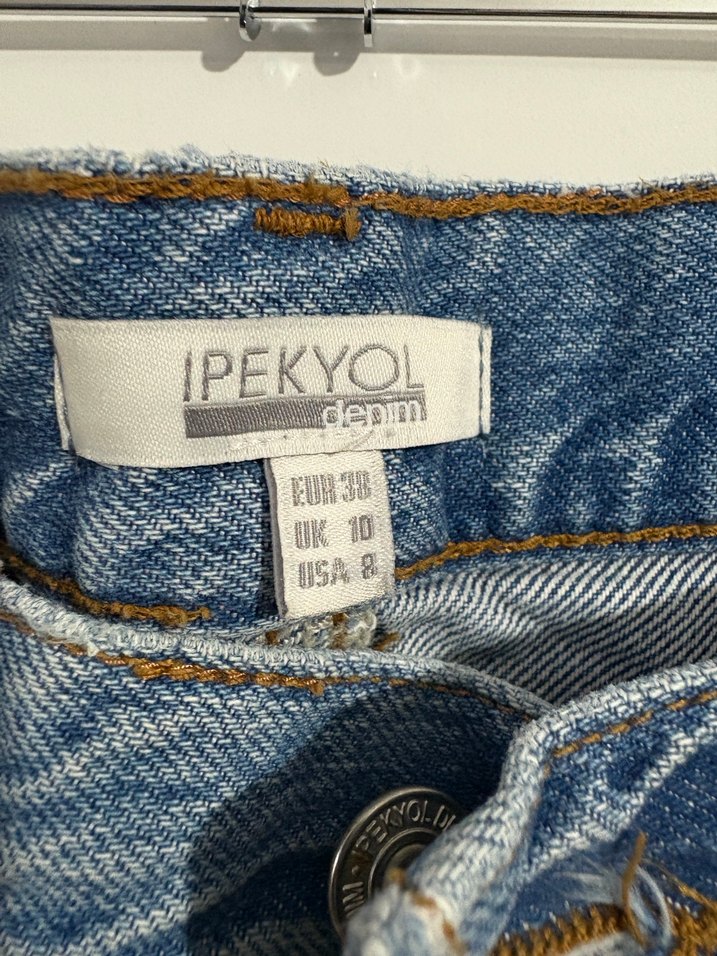 IPEKYOL
denim
EUR 38
UK 10
USA 8
IPEKYOL